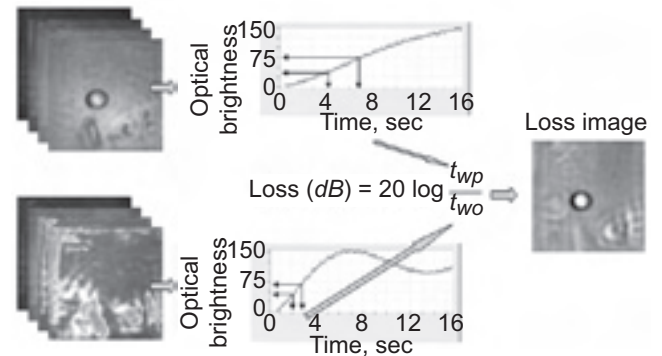 Optical
brightness
150
75
0
0 4 8 12 16
Time, sec
Loss image
Loss (dB) = 20 log t_wp
t_wo
Optical
brightness
150
75
0
0 4 8 12 16
Time, sec